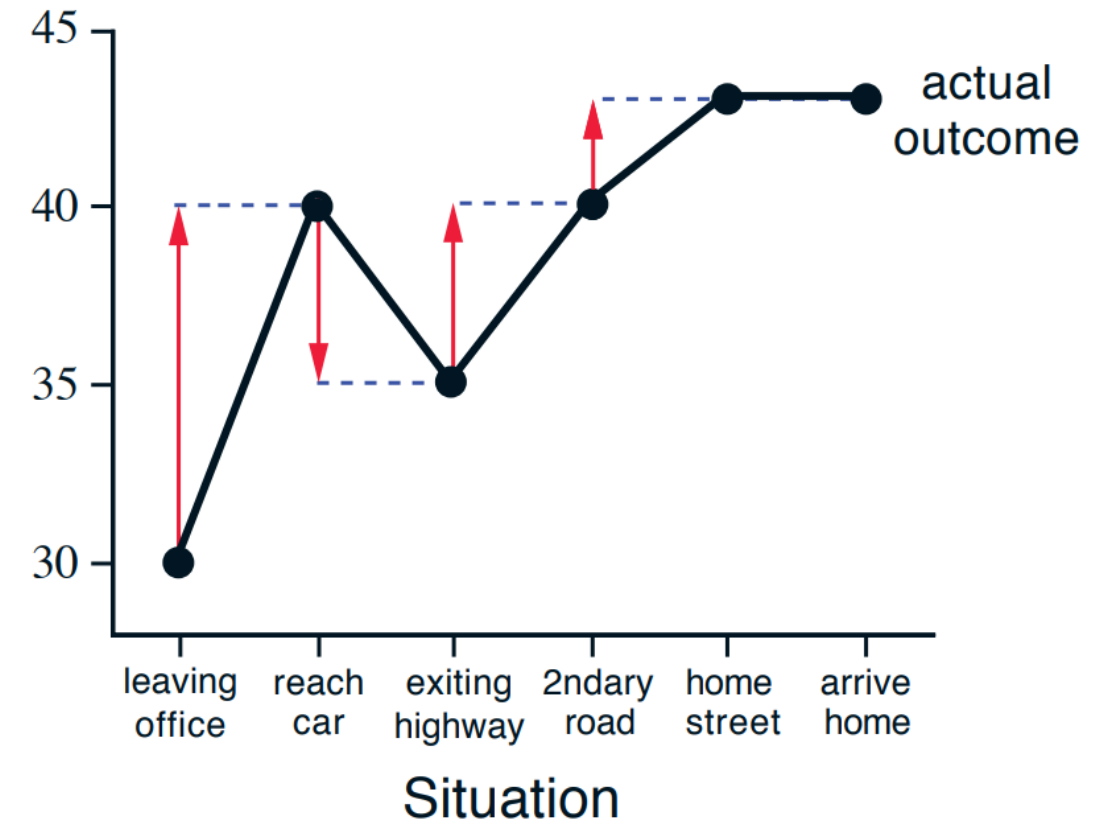 45
40
35
30
actual
outcome
leaving
office
reach
car
exiting
highway
2ndary
road
home
street
arrive
home
Situation